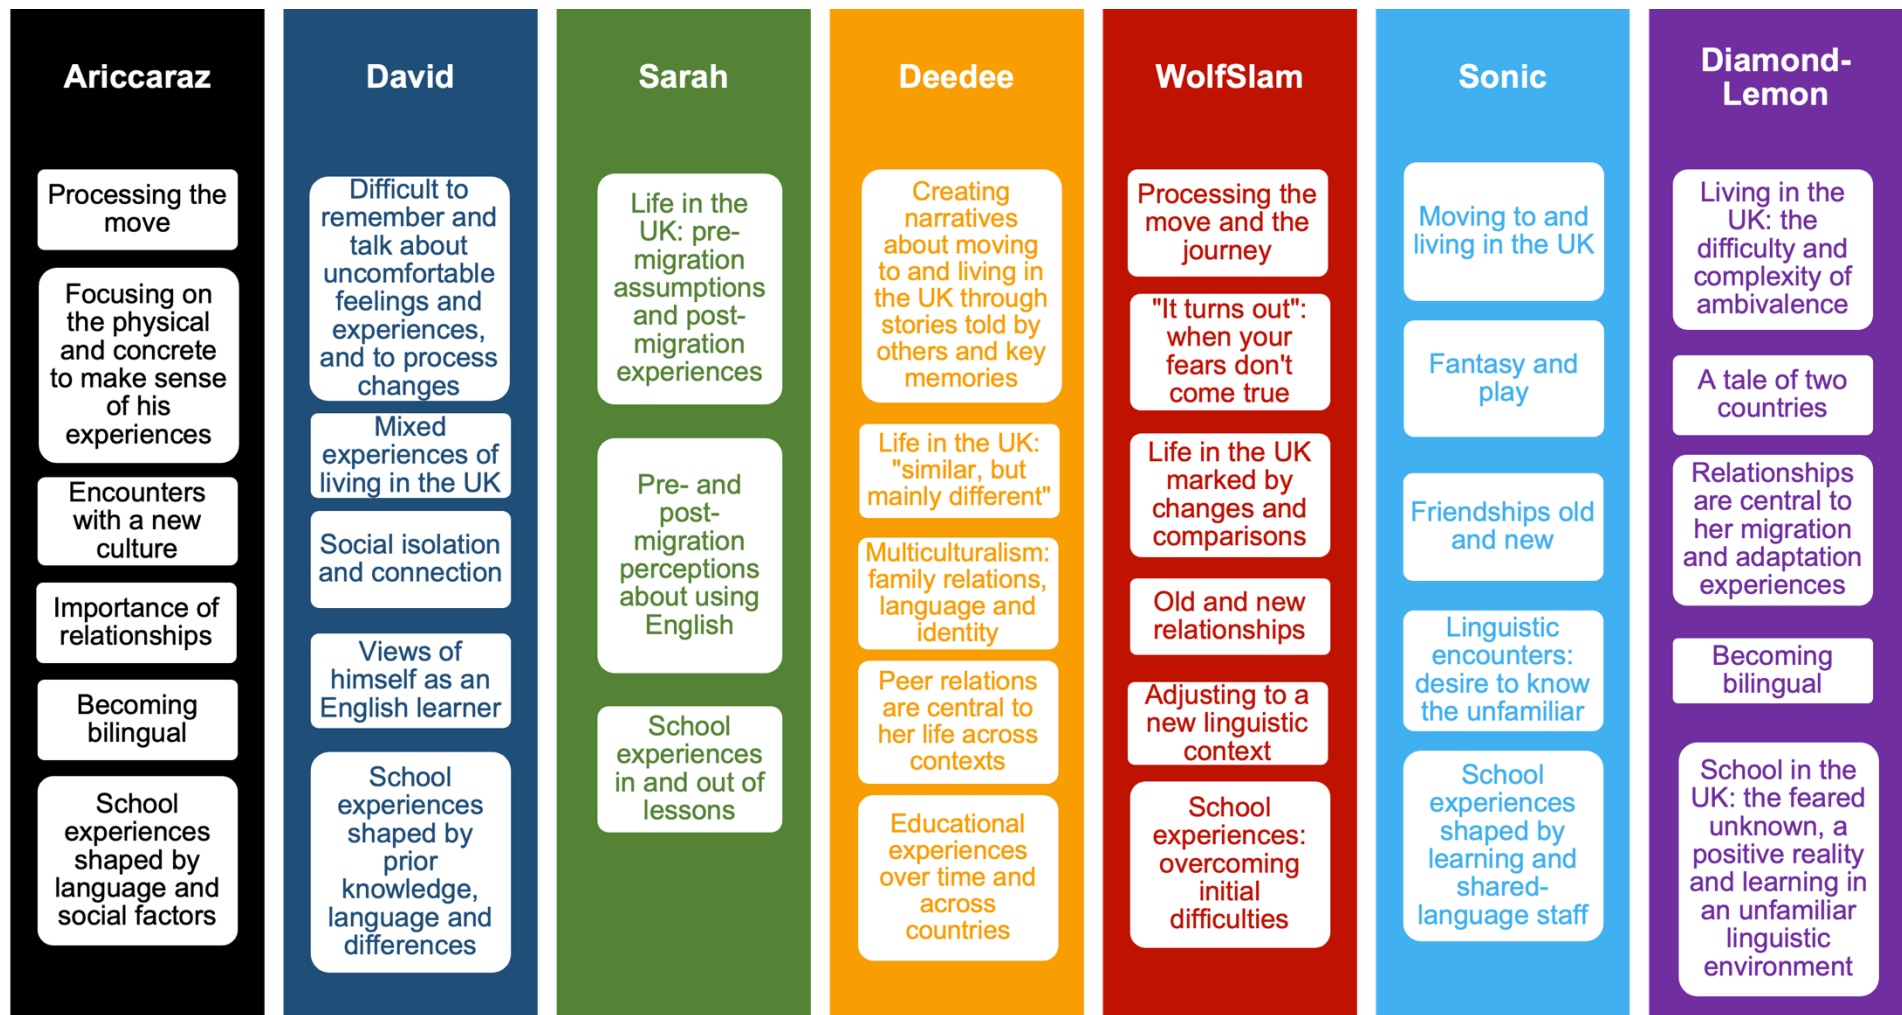 Ariccaraz
Processing the
move
Focusing on
the physical
and concrete
to make sense
of his
experiences
Encounters
with a new
culture
Importance of
relationships
Becoming
bilingual
School
experiences
shaped by
language and
social factors
David
Difficult to
remember and
talk about
uncomfortable
feelings and
experiences,
and to process
changes
Mixed
experiences of
living in the UK
Social isolation
and connection
Views of
himself as an
English learner
School
experiences
shaped by
prior
knowledge,
language and
differences
Sarah
Life in the
UK: pre-
migration
assumptions
and post-
migration
experiences
Pre- and
post-
migration
perceptions
about using
English
School
experiences
in and out of
lessons
Deedee
Creating
narratives
about moving
to and living in
the UK through
stories told by
others and key
memories
Life in the UK:
"similar, but
mainly different"
Multiculturalism:
family relations,
language and
identity
Peer relations
are central to
her life across
contexts
Educational
experiences
over time and
across
countries
WolfSlam
Processing the
move and the
journey
"It turns out":
when your
fears don't
come true
Life in the UK
marked by
changes and
comparisons
Old and new
relationships
Adjusting to a
new linguistic
context
School
experiences:
overcoming
initial
difficulties
Sonic
Moving to and
living in the UK
Fantasy and
play
Friendships old
and new
Linguistic
encounters:
desire to know
the unfamiliar
School
experiences
shaped by
learning and
shared-
language staff
Diamond-
Lemon
Living in the
UK: the
difficulty and
complexity of
ambivalence
A tale of two
countries
Relationships
are central to
her migration
and adaptation
experiences
Becoming
bilingual
School in the
UK: the feared
unknown, a
positive reality
and learning in
an unfamiliar
linguistic
environment